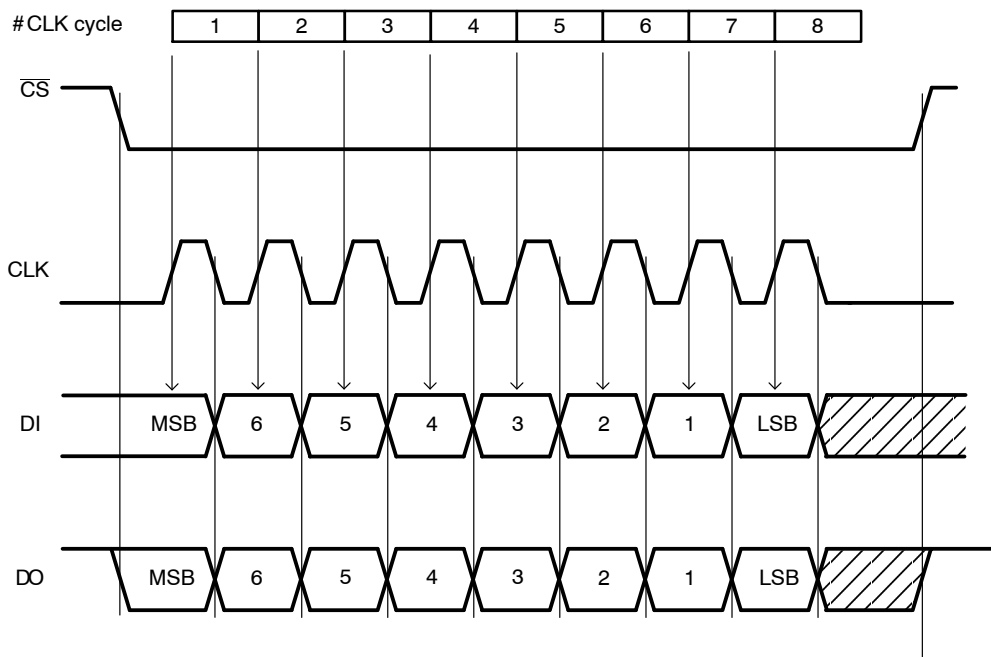 # CLK cycle 1 2 3 4 5 6 7 8
CS
CLK
DI MSB 6 5 4 3 2 1 LSB
DO MSB 6 5 4 3 2 1 LSB